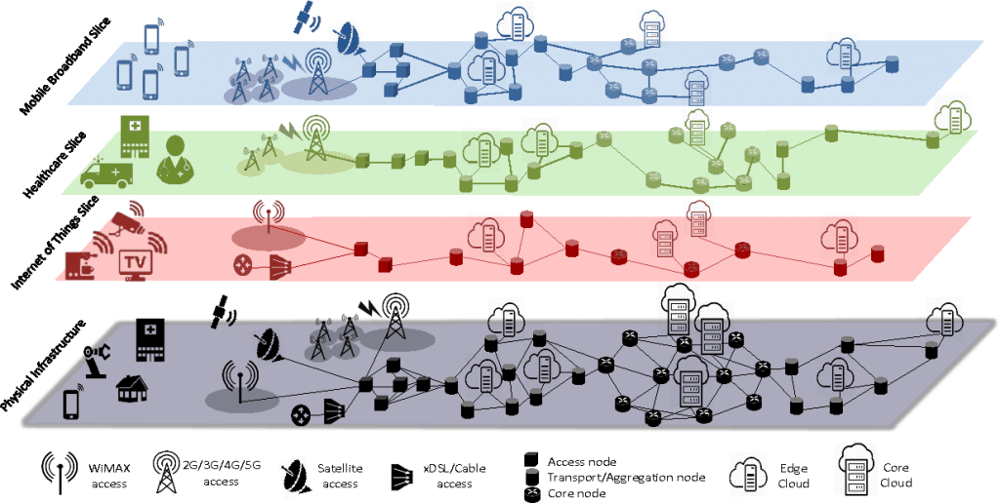 Mobile Broadband Slice
Healthcare Slice
Internet of Things Slice
TV
Physical Infrastructure
WiMAX
access
2G/3G/4G/5G
access
Satellite
access
xDSL/Cable
access
Access node
Transport/Aggregation node
Core node
Edge
Cloud
Core
Cloud